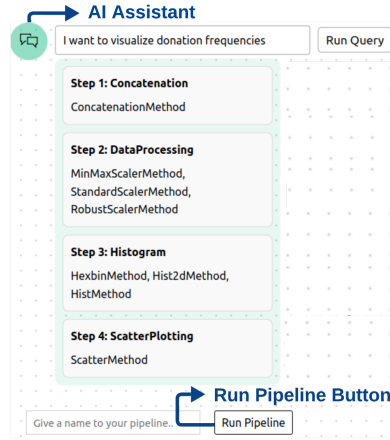 AI Assistant
I want to visualize donation frequencies
Run Query
Step 1: Concatenation
ConcatenationMethod
Step 2: DataProcessing
MinMaxScalerMethod,
StandardScalerMethod,
RobustScalerMethod
Step 3: Histogram
HexbinMethod, Hist2dMethod,
HistMethod
Step 4: ScatterPlotting
ScatterMethod
Run Pipeline Button
Give a name to your pipeline..
Run Pipeline